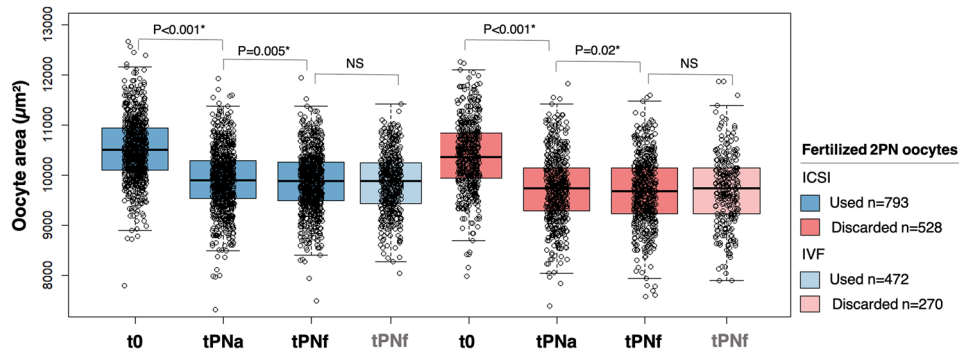 Oocyte area (µm²)
13000
12000
11000
10000
9000
8000
P<0.001*
P=0.005*
NS
P<0.001*
P=0.02*
NS
t0 tPNa tPNf tPNf t0 tPNa tPNf tPNf
Fertilized 2PN oocytes
ICSI
Used n=793
Discarded n=528
IVF
Used n=472
Discarded n=270